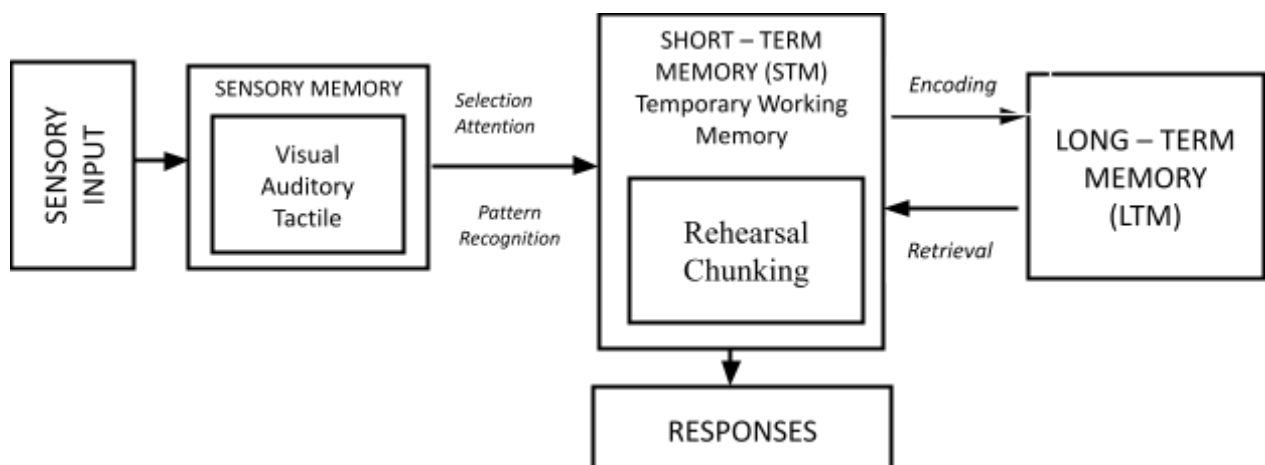 SENSORY
INPUT
SENSORY MEMORY
Visual
Auditory
Tactile
Selection
Attention
Pattern
Recognition
SHORT – TERM
MEMORY (STM)
Temporary Working
Memory
Rehearsal
Chunking
Encoding
Retrieval
LONG – TERM
MEMORY
(LTM)
RESPONSES